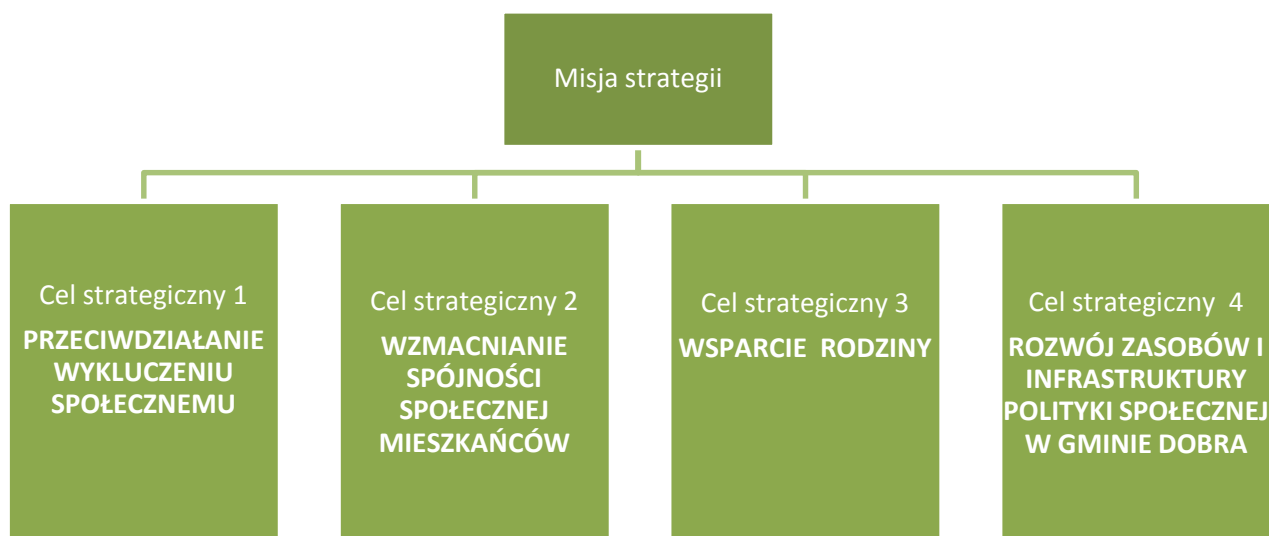 Misja strategii
Cel strategiczny 1
PRZECIWDZIAŁANIE
WYKLUCZENIU
SPOŁECZNEMU
Cel strategiczny 2
WZMACNIANIE
SPÓJNOŚCI
SPOŁECZNEJ
MIESZKAŃCÓW
Cel strategiczny 3
WSPARCIE RODZINY
Cel strategiczny 4
ROZWÓJ ZASOBÓW I
INFRASTRUKTURY
POLITYKI SPOŁECZNEJ
W GMINIE DOBRA